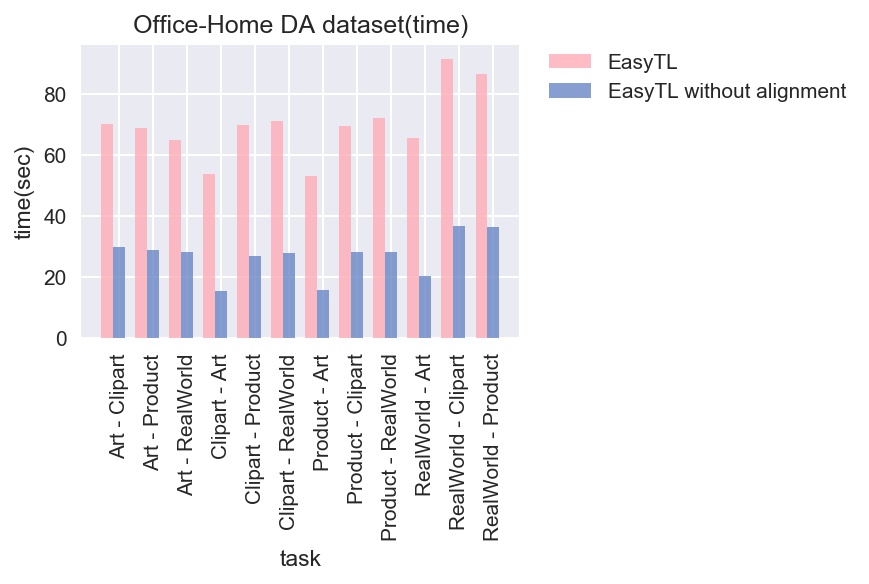 Office-Home DA dataset(time)
EasyTL
EasyTL without alignment
time(sec)
80
60
40
20
0
Art - Clipart
Art - Product
Art - RealWorld
Clipart - Art
Clipart - Product
Clipart - RealWorld
Product - Art
Product - Clipart
Product - RealWorld
RealWorld - Art
RealWorld - Clipart
RealWorld - Product
task